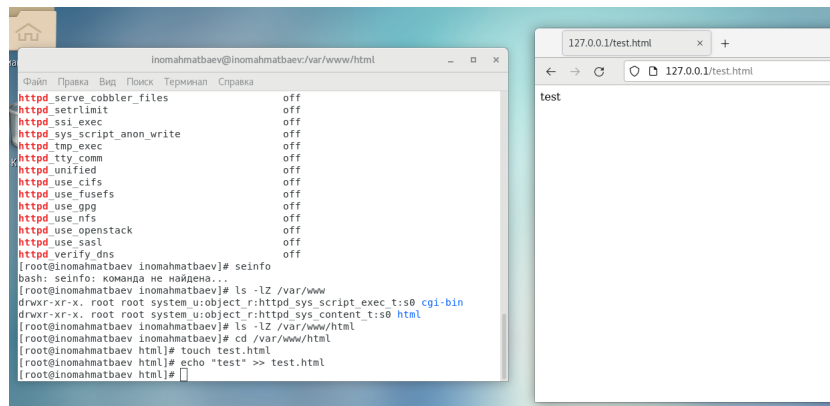 inomahmatbaev@inomahmatbaev:/var/www/html
Файл Правка Вид Поиск Терминал Справка
httpd_serve_cobbler_files off
httpd_setrlimit off
httpd_ssi_exec off
httpd_sys_script_anon_write off
httpd_tmp_exec off
httpd_tty_comm off
httpd_unified off
httpd_use_cifs off
httpd_use_fusefs off
httpd_use_gpg off
httpd_use_nfs off
httpd_use_openstack off
httpd_use_sasl off
httpd_verify_dns off
[root@inomahmatbaev inomahmatbaev]# seinfo
bash: seinfo: команда не найдена...
[root@inomahmatbaev inomahmatbaev]# ls -lZ /var/www
drwxr-xr-x. root root system_u:object_r:httpd_sys_script_exec_t:s0 cgi-bin
drwxr-xr-x. root root system_u:object_r:httpd_sys_content_t:s0 html
[root@inomahmatbaev inomahmatbaev]# ls -lZ /var/www/html
[root@inomahmatbaev inomahmatbaev]# cd /var/www/html
[root@inomahmatbaev html]# touch test.html
[root@inomahmatbaev html]# echo "test" >> test.html
[root@inomahmatbaev html]#
127.0.0.1/test.html
127.0.0.1/test.html
test